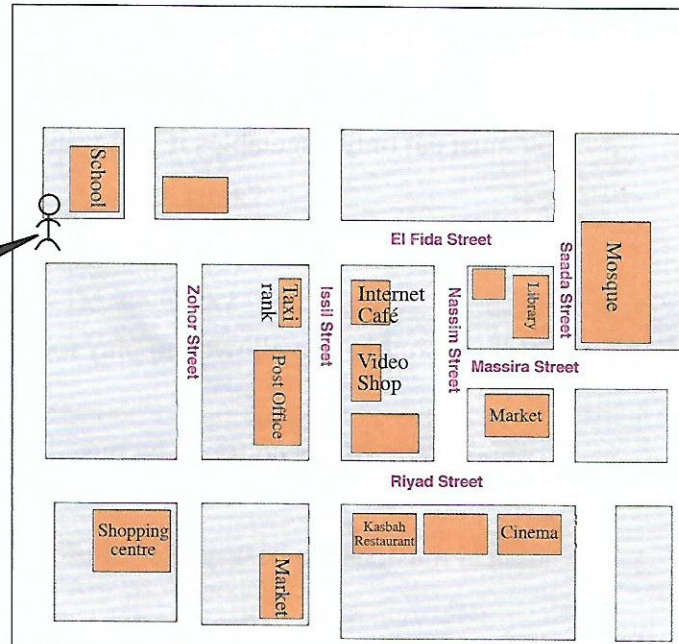 School
El Fida Street
Zohor Street
Taxi
rank
Issil Street
Internet
Café
Nassim Street
Library
Saada Street
Mosque
Post Office
Video
Shop
Massira Street
Market
Riyad Street
Shopping
centre
Market
Kasbah
Restaurant
Cinema